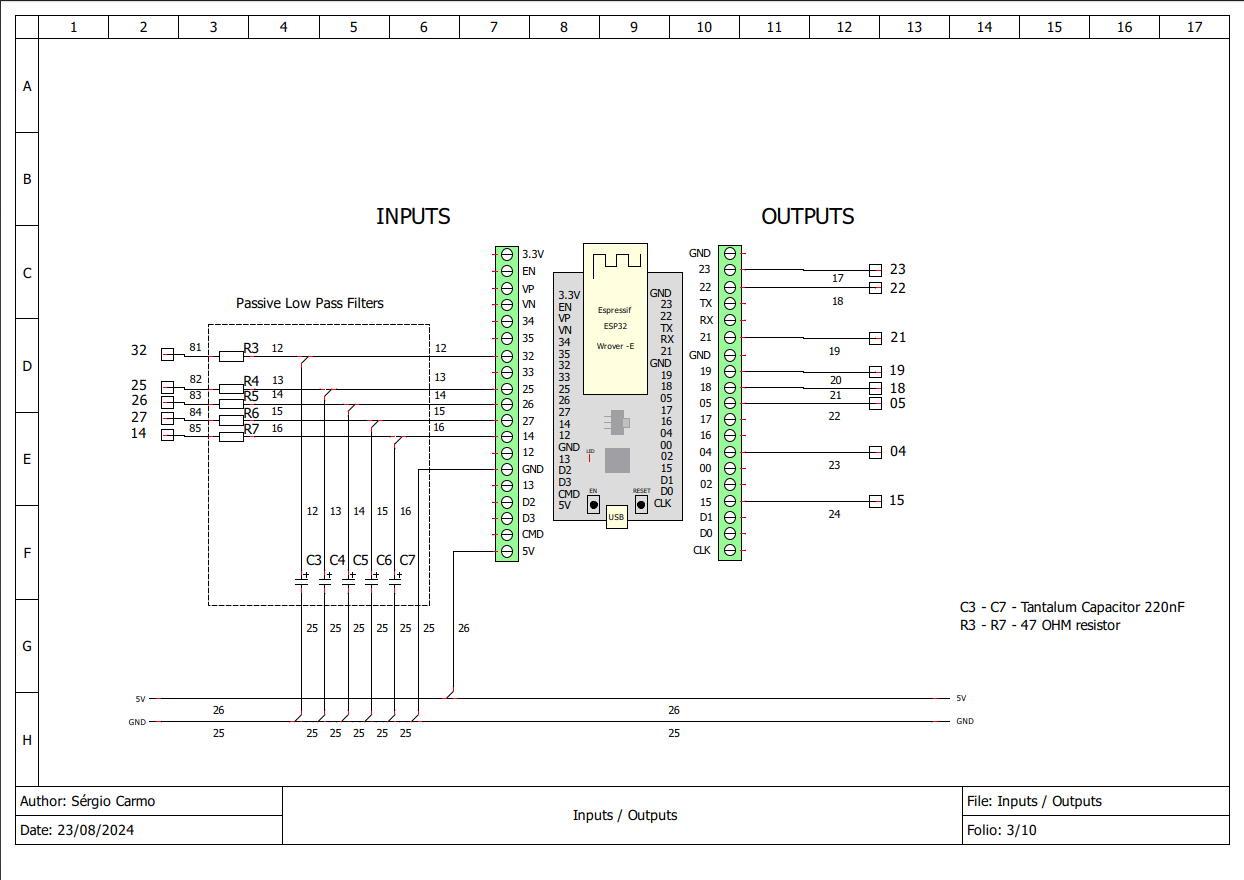 1 2 3 4 5 6 7 8 9 10 11 12 13 14 15 16 17
A
B
C
D
E
F
G
H
INPUTS
OUTPUTS
Passive Low Pass Filters
32 81 R3 12 12
25 82 R4 13 13
26 83 R5 14 14
27 84 R6 15 15
14 85 R7 16 16
12 13 14 15 16
C3 + C4 + C5 + C6 + C7 +
25 25 25 25 25 25 26
3.3V
EN
VP
VN
34
35
32
33
25
26
27
14
12
GND
13
D2
D3
CMD
5V
3.3V
EN
VP
VN
34
35
32
33
25
26
27
14
12
GND
13
D2
D3
CMD
5V
Espressif
ESP32
Wrover -E
LED
EN
RESET
USB
GND
23
22
TX
RX
21
GND
19
18
05
17
16
04
00
02
15
D1
D0
CLK
GND
23
22
TX
RX
21
GND
19
18
05
17
16
04
00
02
15
D1
D0
CLK
17 23
18 22
19 21
20 19
21 18
22 05
23 04
24 15
C3 - C7 - Tantalum Capacitor 220nF
R3 - R7 - 47 OHM resistor
5V 26 26 5V
GND 25 25 25 25 25 25 25 GND
Author: Sérgio Carmo
Date: 23/08/2024
Inputs / Outputs
File: Inputs / Outputs
Folio: 3/10